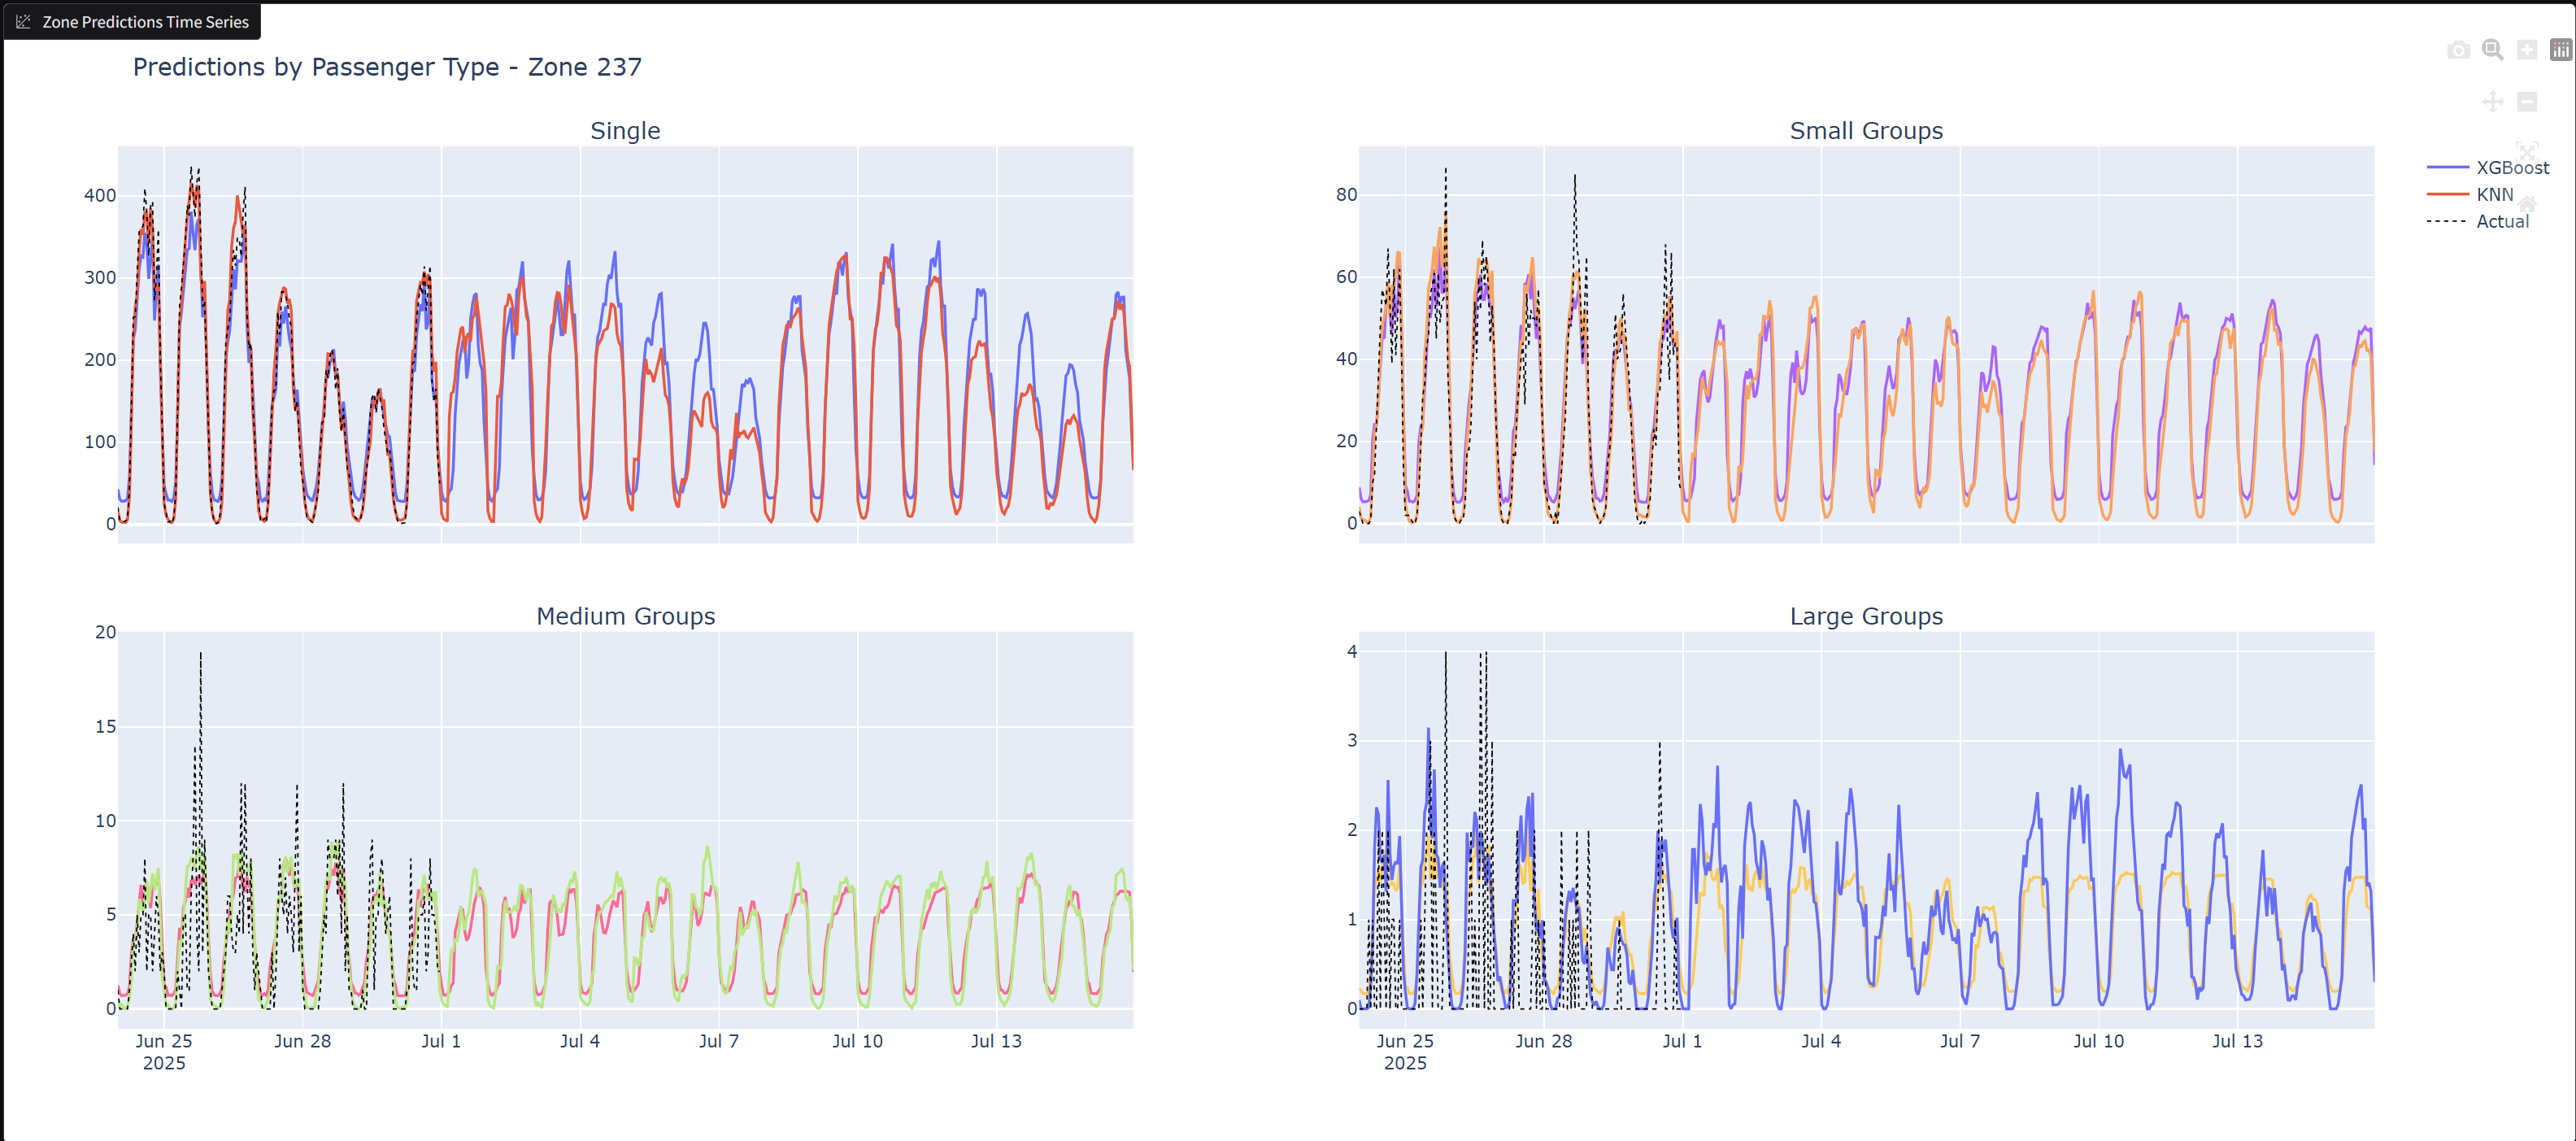 Zone Predictions Time Series
Predictions by Passenger Type - Zone 237
Single
400
300
200
100
0
Small Groups
80
60
40
20
0
XGBoost
KNN
Actual
Medium Groups
20
15
10
5
0
Jun 25
2025
Jun 28
Jul 1
Jul 4
Jul 7
Jul 10
Jul 13
Large Groups
4
3
2
1
0
Jun 25
2025
Jun 28
Jul 1
Jul 4
Jul 7
Jul 10
Jul 13